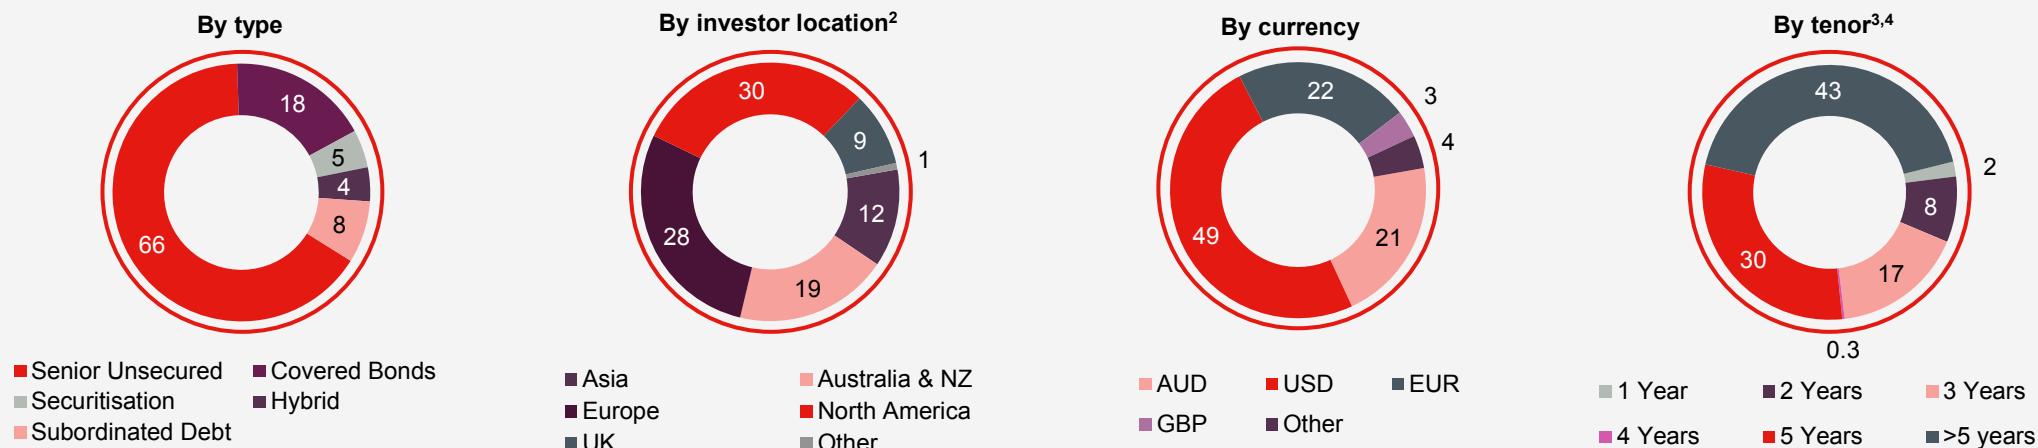 By type
66
18
5
4
8
Senior Unsecured
Covered Bonds
Securitisation
Hybrid
Subordinated Debt
By investor location2
30
9
1
12
19
28
Asia
Australia & NZ
Europe
North America
UK
Other
By currency
22
3
4
21
49
AUD
USD
EUR
GBP
Other
By tenor3,4
43
2
8
17
0.3
30
1 Year
2 Years
3 Years
4 Years
5 Years
>5 years